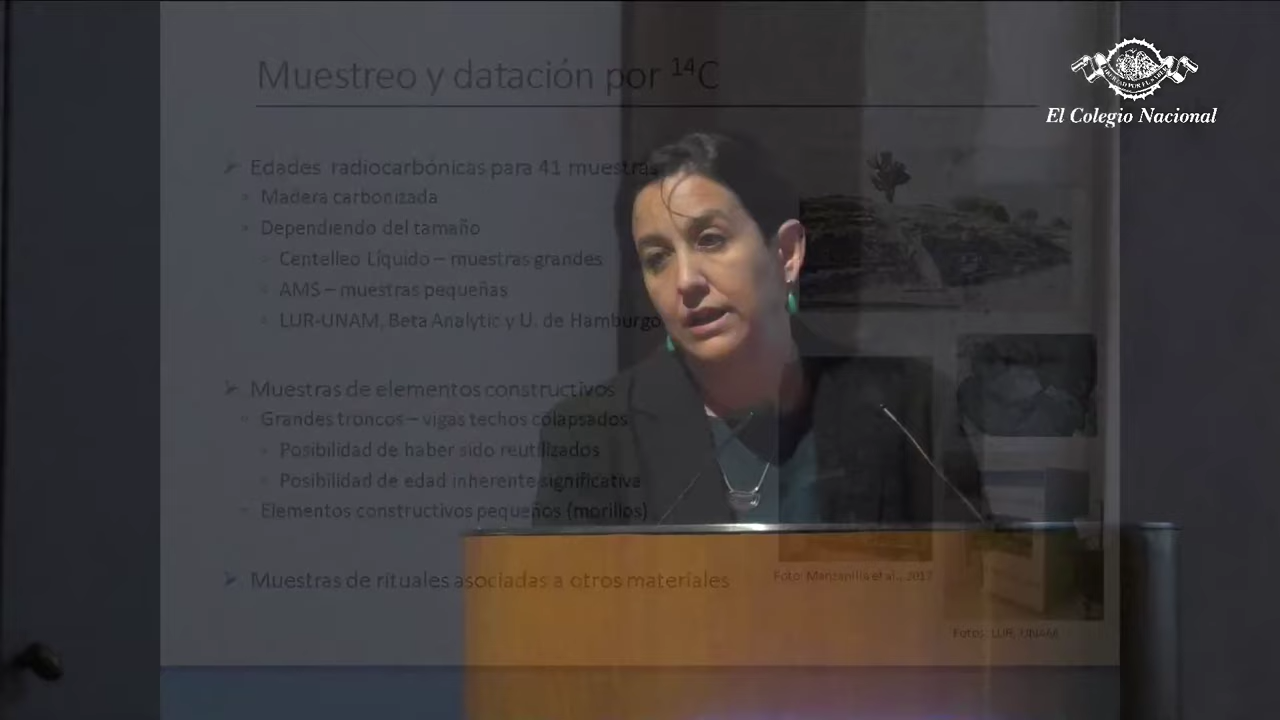 Muestreo y datación por ¹⁴C
El Colegio Nacional
Edades radiocarbónicas para 41 muestras
Madera carbonizada
Dependiendo del tamaño
Centelleo Líquido – muestras grandes
AMS – muestras pequeñas
LUR-UNAM, Beta Analytic y U. de Hamburgo
Muestras de elementos constructivos
Grandes troncos – vigas techos colapsados
Posibilidad de haber sido reutilizados
Posibilidad de edad inherente significativa
Elementos constructivos pequeños (morillos)
Muestras de rituales asociadas a otros materiales
Foto: Manzanilla et al., 2017
Fotos: LUR, UNAM